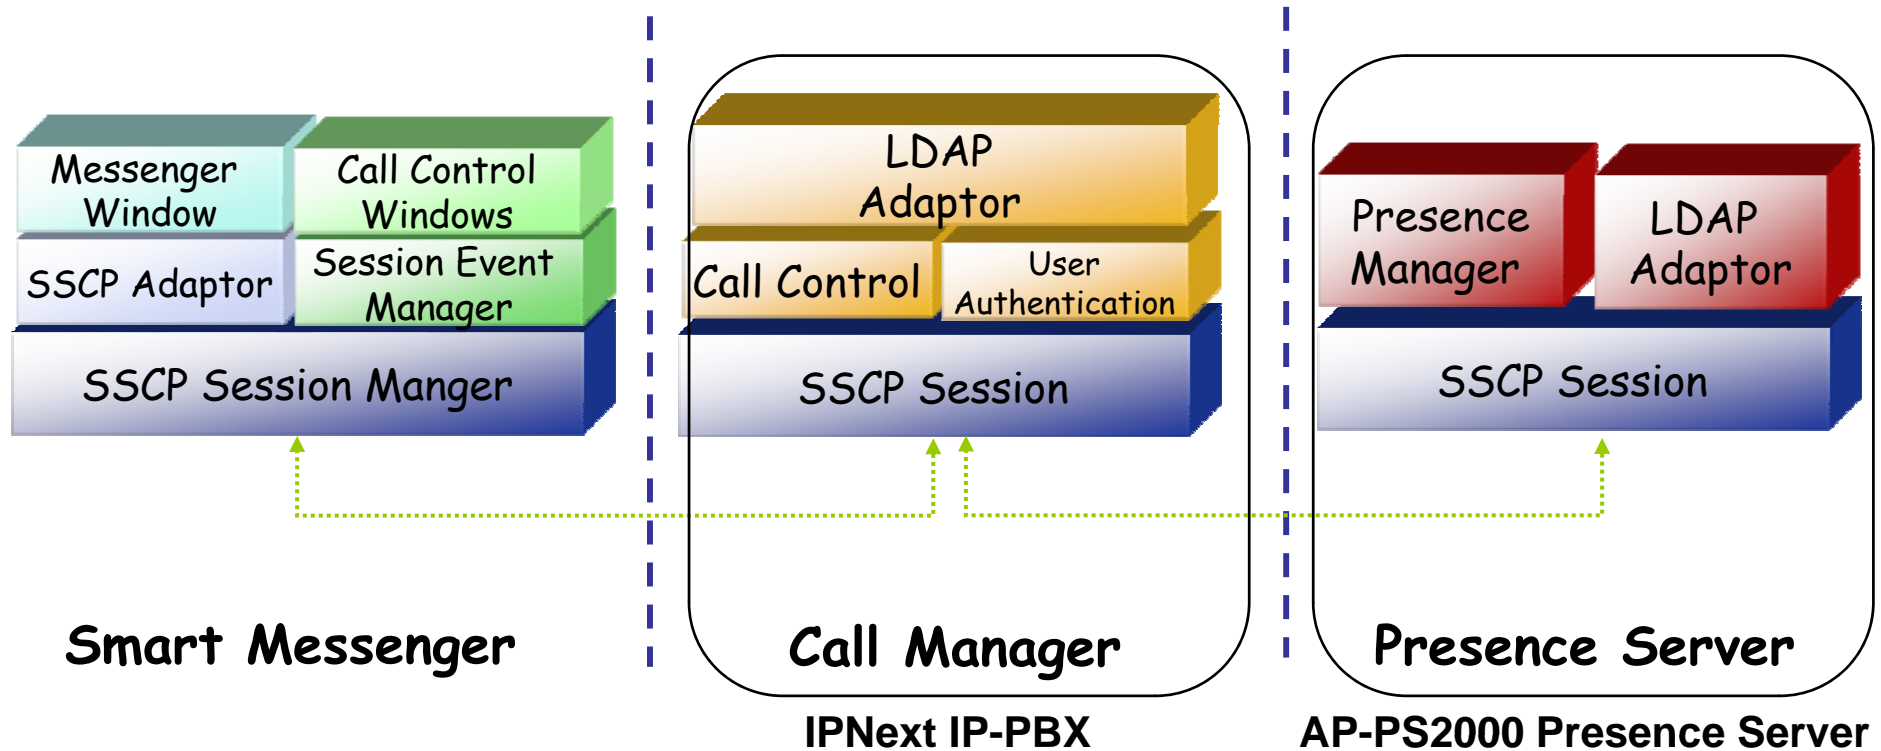 Messenger
Window
Call Control
Windows
SSCP Adaptor
Session Event
Manager
SSCP Session Manger
Smart Messenger
LDAP
Adaptor
Call Control
User
Authentication
SSCP Session
Call Manager
IPNext IP-PBX
Presence
Manager
LDAP
Adaptor
SSCP Session
Presence Server
AP-PS2000 Presence Server